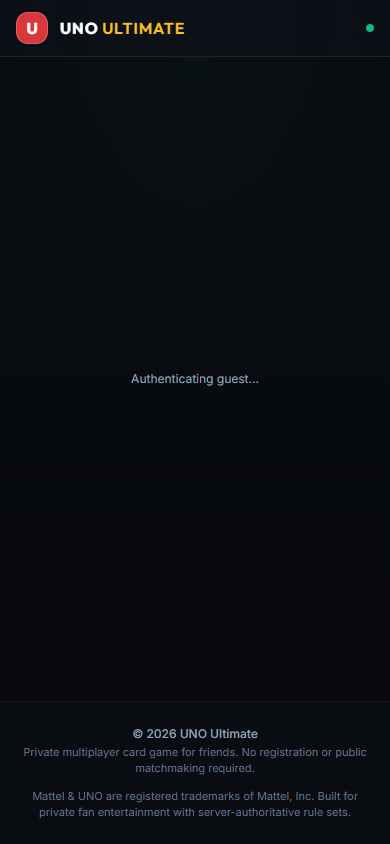 U UNO ULTIMATE
Authenticating guest...
© 2026 UNO Ultimate
Private multiplayer card game for friends. No registration or public
matchmaking required.
Mattel & UNO are registered trademarks of Mattel, Inc. Built for
private fan entertainment with server-authoritative rule sets.